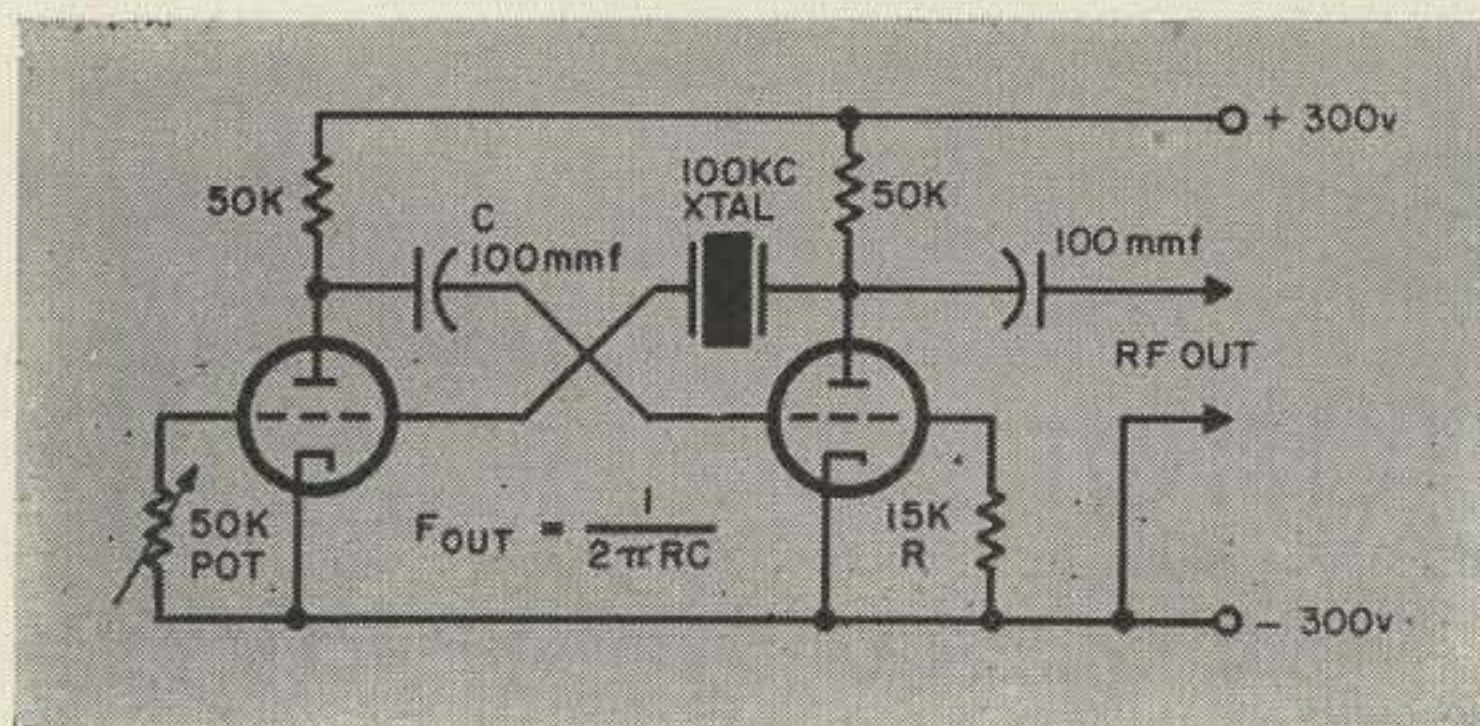 + 300v
50K
100KC
XTAL
50K
C
100mmf
100 mmf
RF OUT
50K
POT
FOUT = 1 / 2πRC
15K
R
− 300v